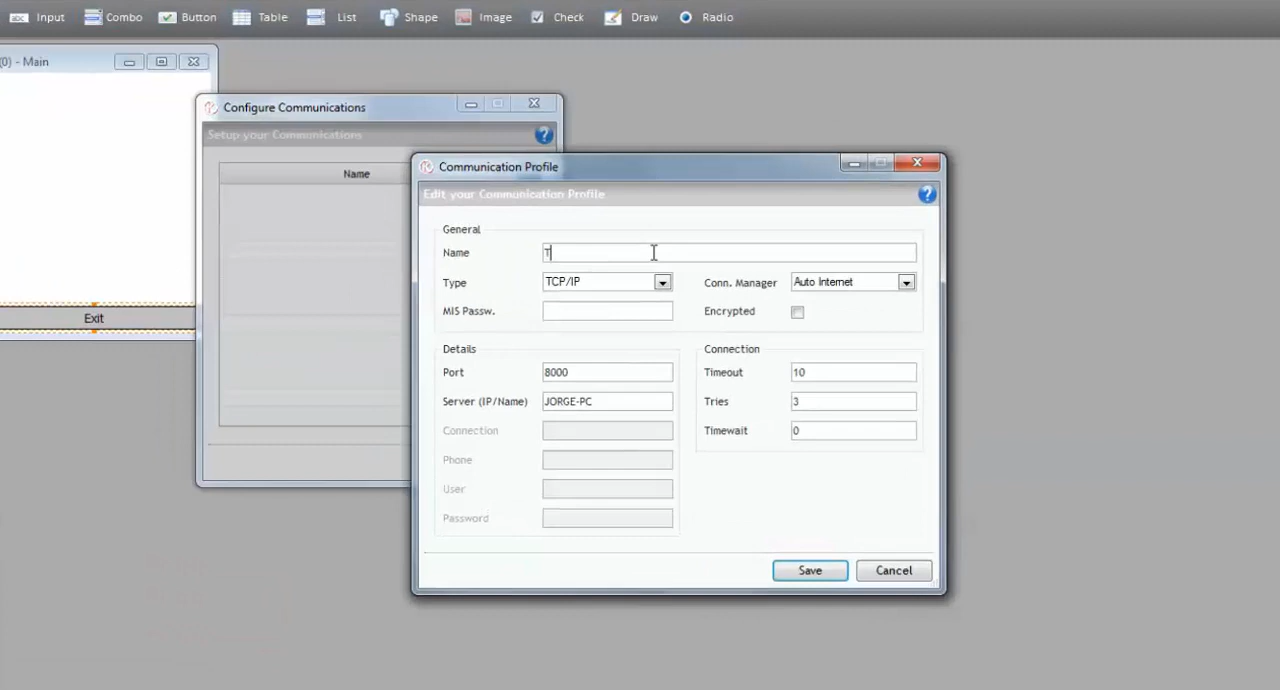 Input Combo Button Table List Shape Image Check Draw Radio
(0) - Main
Configure Communications
Setup your Communications
Name
Exit
Communication Profile
Edit your Communication Profile
General
Name T
Type TCP/IP Conn. Manager Auto Internet
MIS Passw. Encrypted
Details Connection
Port 8000 Timeout 10
Server (IP/Name) JORGE-PC Tries 3
Connection Timewait 0
Phone
User
Password
Save Cancel